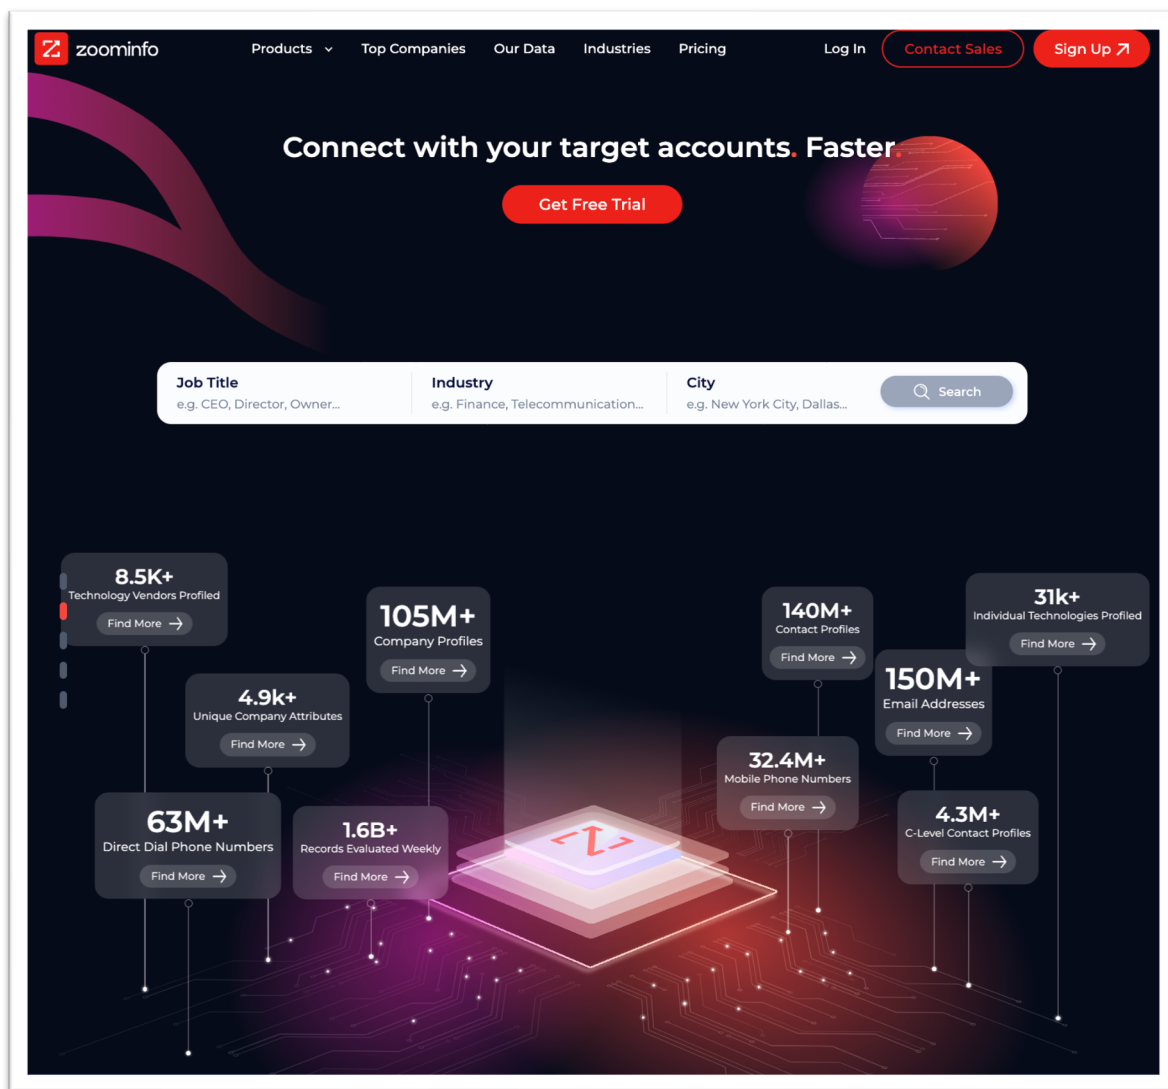 zoominfo
Products
Top Companies
Our Data
Industries
Pricing
Log In
Contact Sales
Sign Up
Connect with your target accounts. Faster.
Get Free Trial
Job Title
e.g. CEO, Director, Owner...
Industry
e.g. Finance, Telecommunication...
City
e.g. New York City, Dallas...
Search
8.5K+
Technology Vendors Profiled
Find More
4.9k+
Unique Company Attributes
Find More
105M+
Company Profiles
Find More
63M+
Direct Dial Phone Numbers
Find More
1.6B+
Records Evaluated Weekly
Find More
140M+
Contact Profiles
Find More
31k+
Individual Technologies Profiled
Find More
150M+
Email Addresses
Find More
32.4M+
Mobile Phone Numbers
Find More
4.3M+
C-Level Contact Profiles
Find More